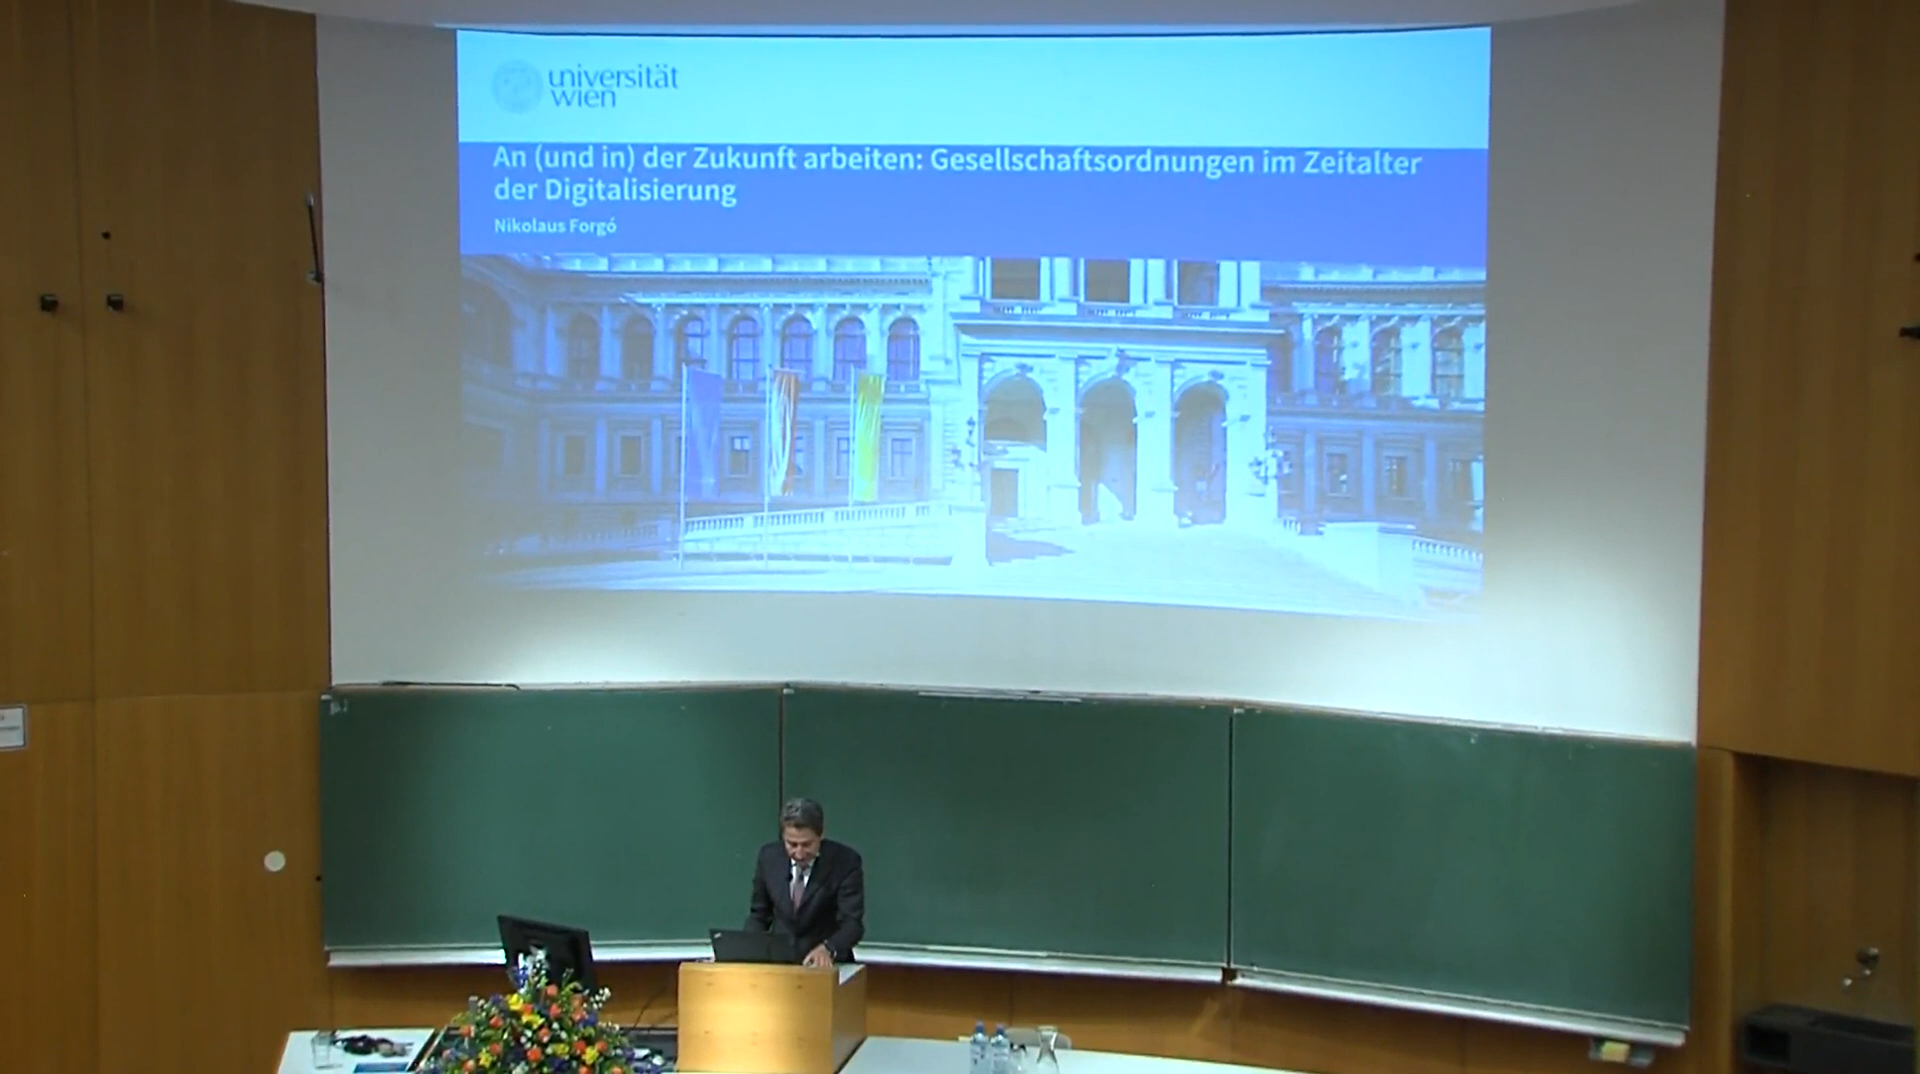 universität
wien
An (und in) der Zukunft arbeiten: Gesellschaftsordnungen im Zeitalter
der Digitalisierung
Nikolaus Forgó